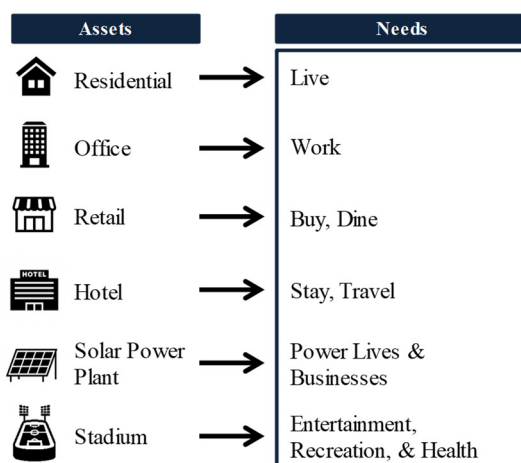 Assets
Needs
Residential
Live
Office
Work
Retail
Buy, Dine
HOTEL
Hotel
Stay, Travel
Solar Power
Plant
Power Lives &
Businesses
Stadium
Entertainment,
Recreation, & Health